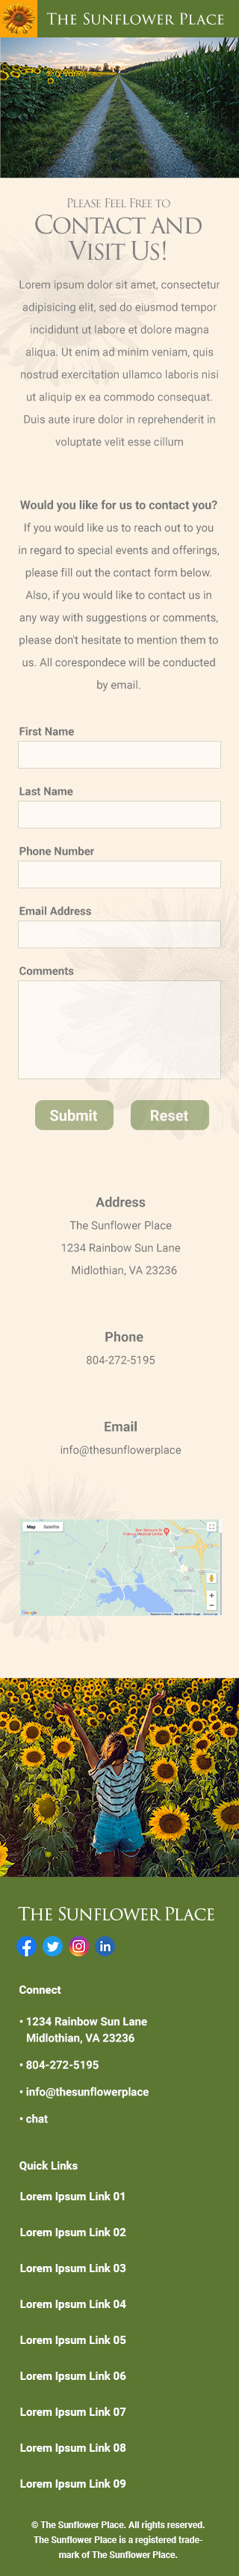 The Sunflower Place
Please Feel Free to
Contact and
Visit Us!
Lorem ipsum dolor sit amet, consectetur
adipisicing elit, sed do eiusmod tempor
incididunt ut labore et dolore magna
aliqua. Ut enim ad minim veniam, quis
nostrud exercitation ullamco laboris nisi
ut aliquip ex ea commodo consequat.
Duis aute irure dolor in reprehenderit in
voluptate velit esse cillum
Would you like for us to contact you?
If you would like us to reach out to you
in regard to special events and offerings,
please fill out the contact form below.
Also, if you would like to contact us in
any way with suggestions or comments,
please don't hesitate to mention them to
us. All corespondece will be conducted
by email.
First Name
Last Name
Phone Number
Email Address
Comments
Submit Reset
Address
The Sunflower Place
1234 Rainbow Sun Lane
Midlothian, VA 23236
Phone
804-272-5195
Email
info@thesunflowerplace
Map Satellite
Google
The Sunflower Place
Connect
• 1234 Rainbow Sun Lane
Midlothian, VA 23236
• 804-272-5195
• info@thesunflowerplace
• chat
Quick Links
Lorem Ipsum Link 01
Lorem Ipsum Link 02
Lorem Ipsum Link 03
Lorem Ipsum Link 04
Lorem Ipsum Link 05
Lorem Ipsum Link 06
Lorem Ipsum Link 07
Lorem Ipsum Link 08
Lorem Ipsum Link 09
© The Sunflower Place. All rights reserved.
The Sunflower Place is a registered trade-
mark of The Sunflower Place.